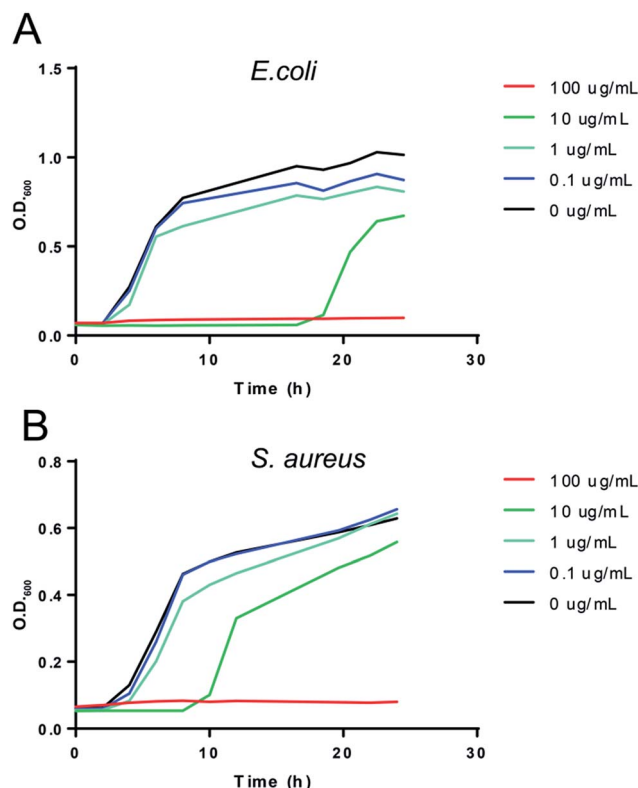 A
E.coli
1.5
1.0
0.5
0.0
O.D.600
0
10
20
30
Time (h)
100 ug/mL
10 ug/mL
1 ug/mL
0.1 ug/mL
0 ug/mL
B
S. aureus
0.8
0.6
0.4
0.2
0.0
O.D.600
0
10
20
30
Time (h)
100 ug/mL
10 ug/mL
1 ug/mL
0.1 ug/mL
0 ug/mL